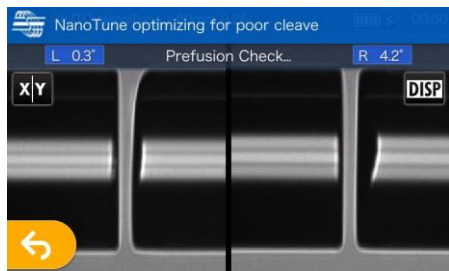 NanoTune optimizing for poor cleave
L 0.3° Prefusion Check... R 4.2°
X|Y DISP